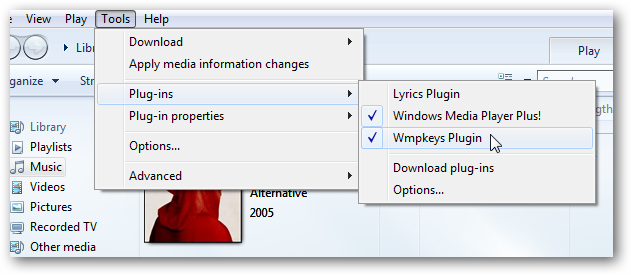 View Play Tools Help
Libr
Play
Download
Apply media information changes
Plug-ins
Plug-in properties
Options...
Advanced
Lyrics Plugin
Windows Media Player Plus!
Wmpkeys Plugin
Download plug-ins
Options...
rganize
Str
Library
Playlists
Music
Videos
Pictures
Recorded TV
Other media
Alternative
2005